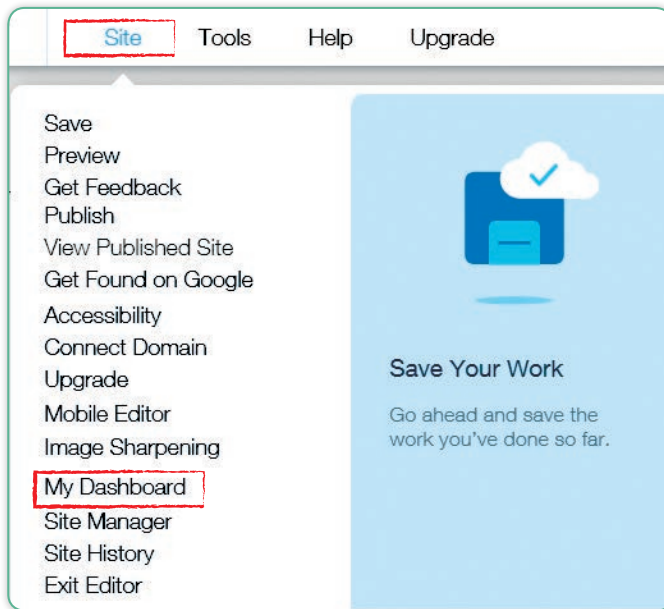 Site Tools Help Upgrade
Save
Preview
Get Feedback
Publish
View Published Site
Get Found on Google
Accessibility
Connect Domain
Upgrade
Mobile Editor
Image Sharpening
My Dashboard
Site Manager
Site History
Exit Editor
Save Your Work
Go ahead and save the
work you've done so far.